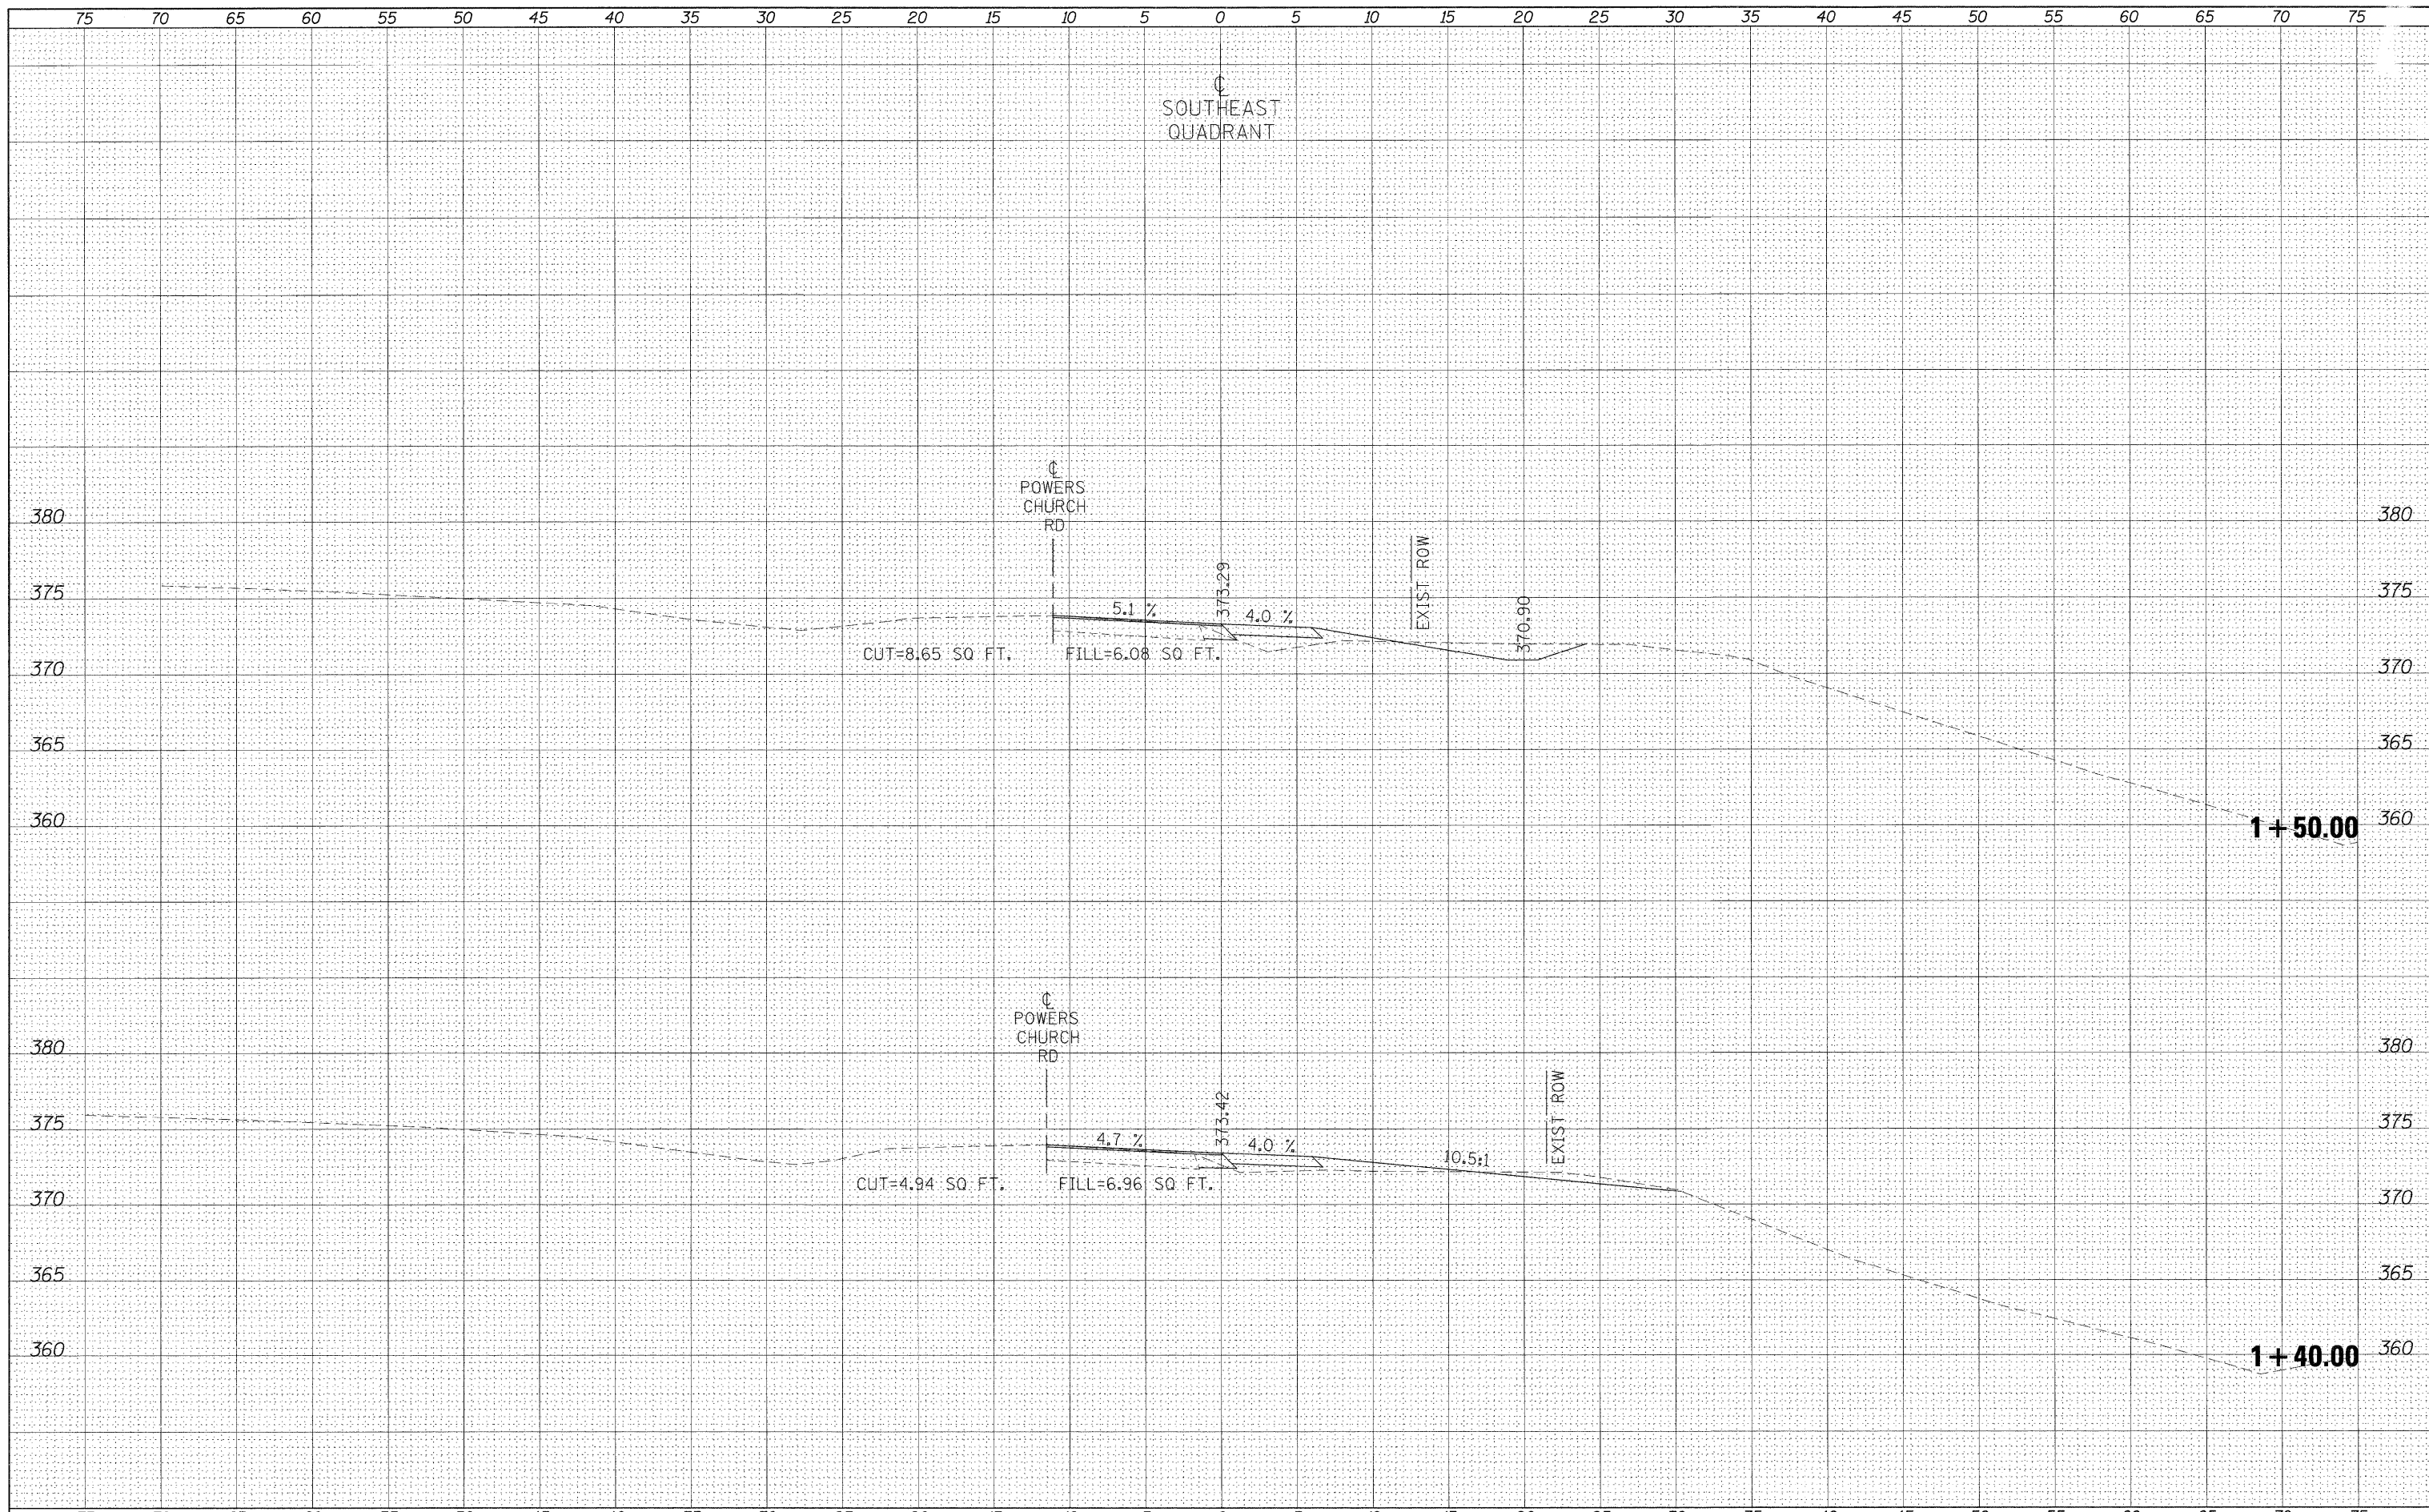 75 70 65 60 55 50 45 40 35 30 25 20 15 10 5 0 5 10 15 20 25 30 35 40 45 50 55 60 65 70 75
℄
SOUTHEAST
QUADRANT
℄
POWERS
CHURCH
RD
380 380
EXIST ROW
375 375
373.29
370.90
5.1 % 4.0 %
CUT=8.65 SQ FT. FILL=6.08 SQ FT.
370 370
365 365
360 360
1+50.00
℄
POWERS
CHURCH
RD
380 380
EXIST ROW
375 375
373.42
4.7 % 4.0 %
10.5:1
CUT=4.94 SQ FT. FILL=6.96 SQ FT.
370 370
365 365
360 360
1+40.00